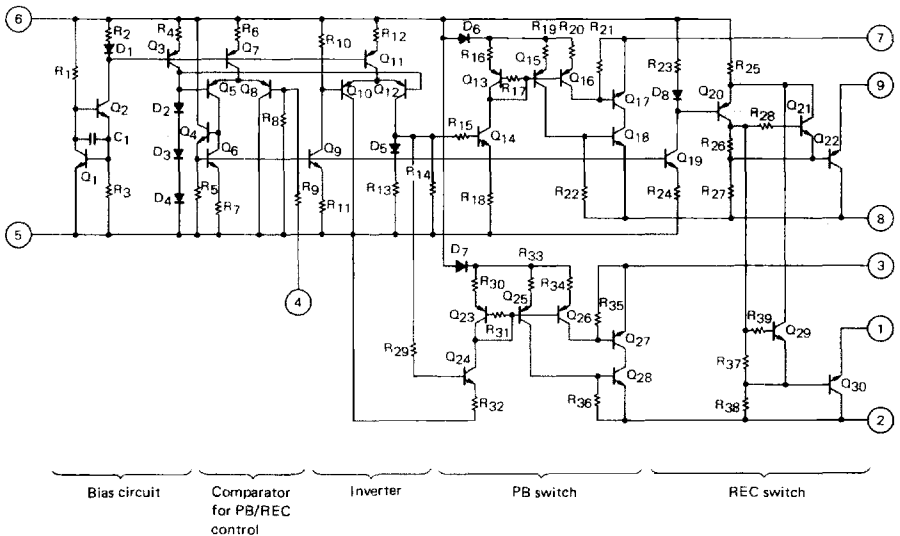 6
R2
R4
R6
R10
R12
D6
R19
R20
R21
7
D1
Q3
Q7
Q11
R16
Q15
R23
R25
R1
Q13
R17
Q16
9
Q2
D2
Q5
Q8
Q10
Q12
Q17
D8
Q20
Q21
R8
R15
Q14
Q18
R28
Q22
C1
Q4
D3
Q6
Q9
D5
Q19
R26
Q1
R3
D4
R5
R7
R9
R11
R13
R14
R18
R22
R24
R27
8
5
D7
R33
3
4
R30
Q25
R34
R35
Q23
R31
Q26
Q27
R39
Q29
1
R29
Q24
Q28
R37
Q30
R32
R36
R38
2
Bias circuit
Comparator
for PB/REC
control
Inverter
PB switch
REC switch